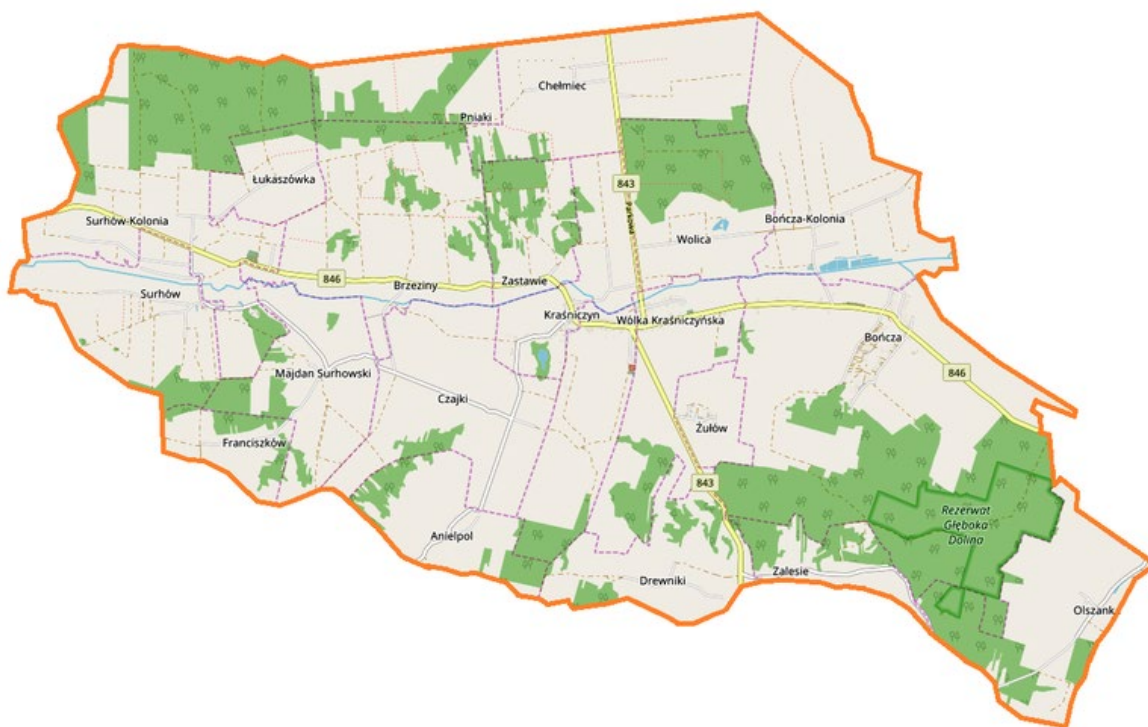 Chełmiec
Pniaki
Łukaszówka
843
Parkowa
Surhów-Kolonia
Bończa-Kolonia
Wolica
846
Surhów
Brzeziny
Zastawie
Kraśniczyn
Wólka Kraśniczyńska
Bończa
Majdan Surhowski
846
Czajki
Żułów
Franciszków
843
Rezerwat
Głęboka
Dolina
Anielpol
Zalesie
Drewniki
Olszank